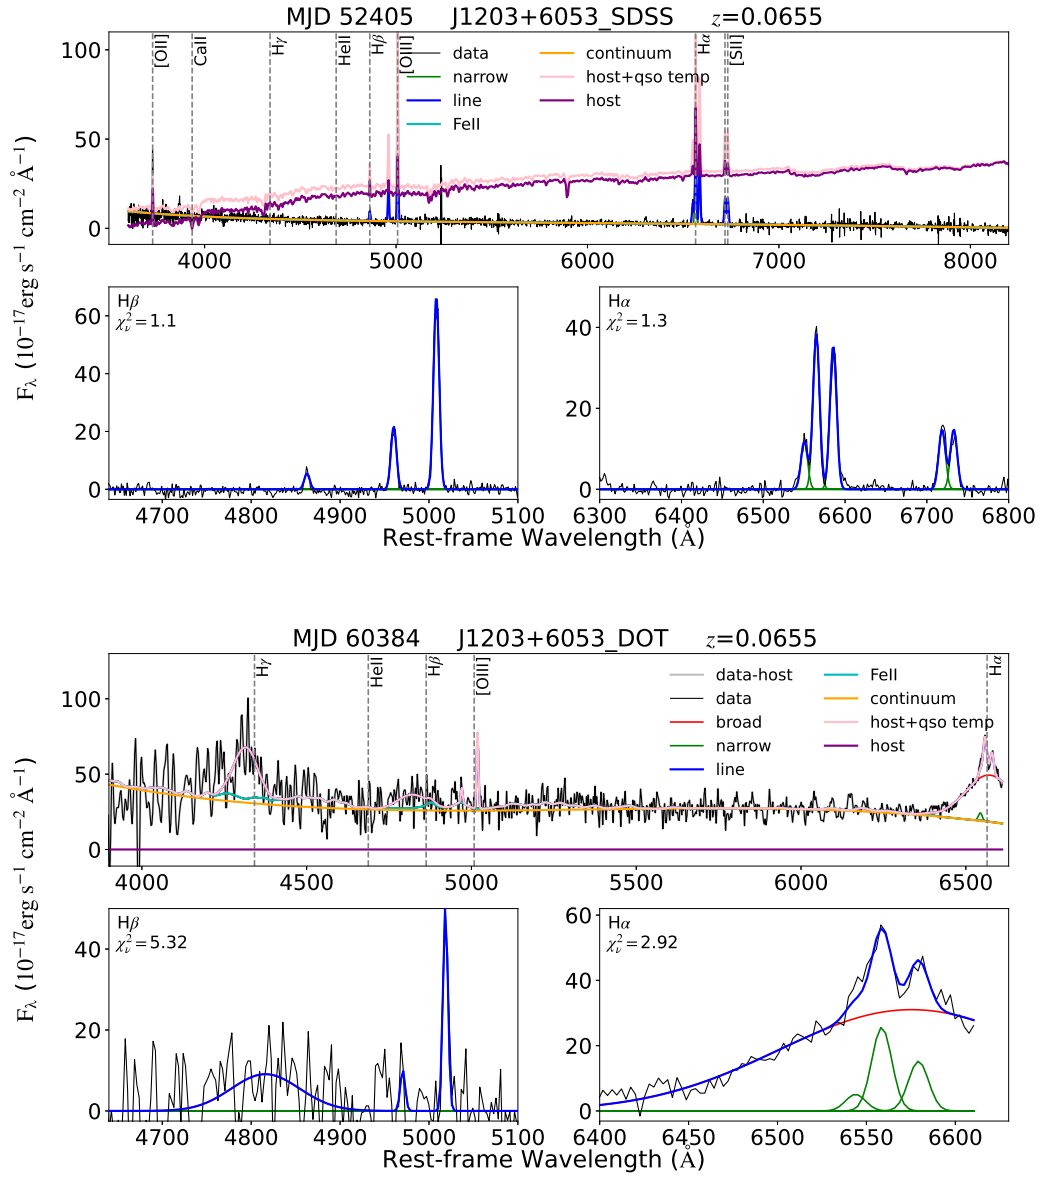 MJD 52405 J1203+6053_SDSS z=0.0655
[OII] CaII Hγ HeII Hβ [OIII] Hα [SII]
data
narrow
line
FeII
continuum
host+qso temp
host
100
50
0
4000 5000 6000 7000 8000
Hβ
χ²ν=1.1
60
40
20
0
4700 4800 4900 5000 5100
Hα
χ²ν=1.3
40
20
0
6300 6400 6500 6600 6700 6800
Fλ (10⁻¹⁷erg s⁻¹ cm⁻² Å⁻¹)
Rest-frame Wavelength (Å)
MJD 60384 J1203+6053_DOT z=0.0655
Hγ HeII Hβ [OIII] Hα
data-host
data
broad
narrow
line
FeII
continuum
host+qso temp
host
100
50
0
4000 4500 5000 5500 6000 6500
Hβ
χ²ν=5.32
40
20
0
4700 4800 4900 5000 5100
Hα
χ²ν=2.92
60
40
20
0
6400 6450 6500 6550 6600
Fλ (10⁻¹⁷erg s⁻¹ cm⁻² Å⁻¹)
Rest-frame Wavelength (Å)